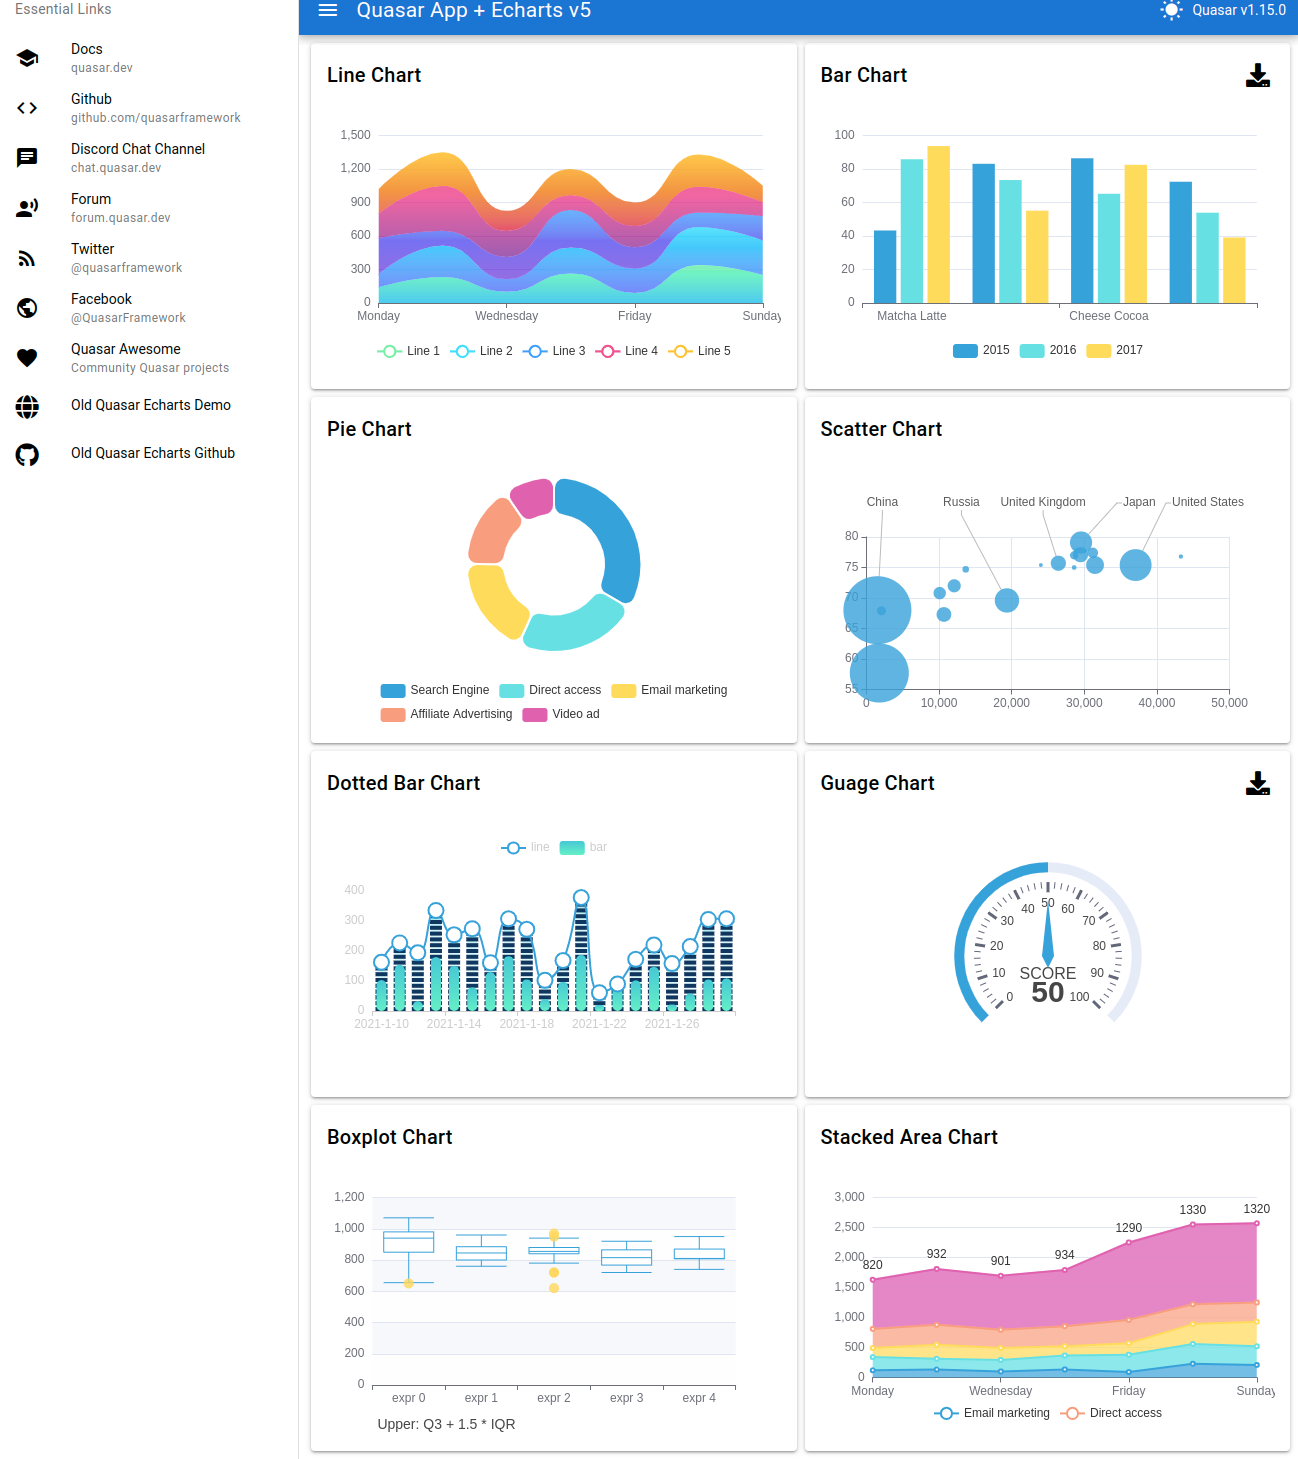 Essential Links
Docs
quasar.dev
Github
github.com/quasarframework
Discord Chat Channel
chat.quasar.dev
Forum
forum.quasar.dev
Twitter
@quasarframework
Facebook
@QuasarFramework
Quasar Awesome
Community Quasar projects
Old Quasar Echarts Demo
Old Quasar Echarts Github
Quasar App + Echarts v5
Quasar v1.15.0
Line Chart
1,500
1,200
900
600
300
0
Monday Wednesday Friday Sunday
Line 1 Line 2 Line 3 Line 4 Line 5
Bar Chart
100
80
60
40
20
0
Matcha Latte Cheese Cocoa
2015 2016 2017
Pie Chart
Search Engine Direct access Email marketing
Affiliate Advertising Video ad
Scatter Chart
China Russia United Kingdom Japan United States
80
75
70
65
60
55
0 10,000 20,000 30,000 40,000 50,000
Dotted Bar Chart
line bar
400
300
200
100
0
2021-1-10 2021-1-14 2021-1-18 2021-1-22 2021-1-26
Guage Chart
0 10 20 30 40 50 60 70 80 90 100
SCORE
50
Boxplot Chart
1,200
1,000
800
600
400
200
0
expr 0 expr 1 expr 2 expr 3 expr 4
Upper: Q3 + 1.5 * IQR
Stacked Area Chart
3,000
2,500
2,000
1,500
1,000
500
0
820 932 901 934 1290 1330 1320
Monday Wednesday Friday Sunday
Email marketing Direct access